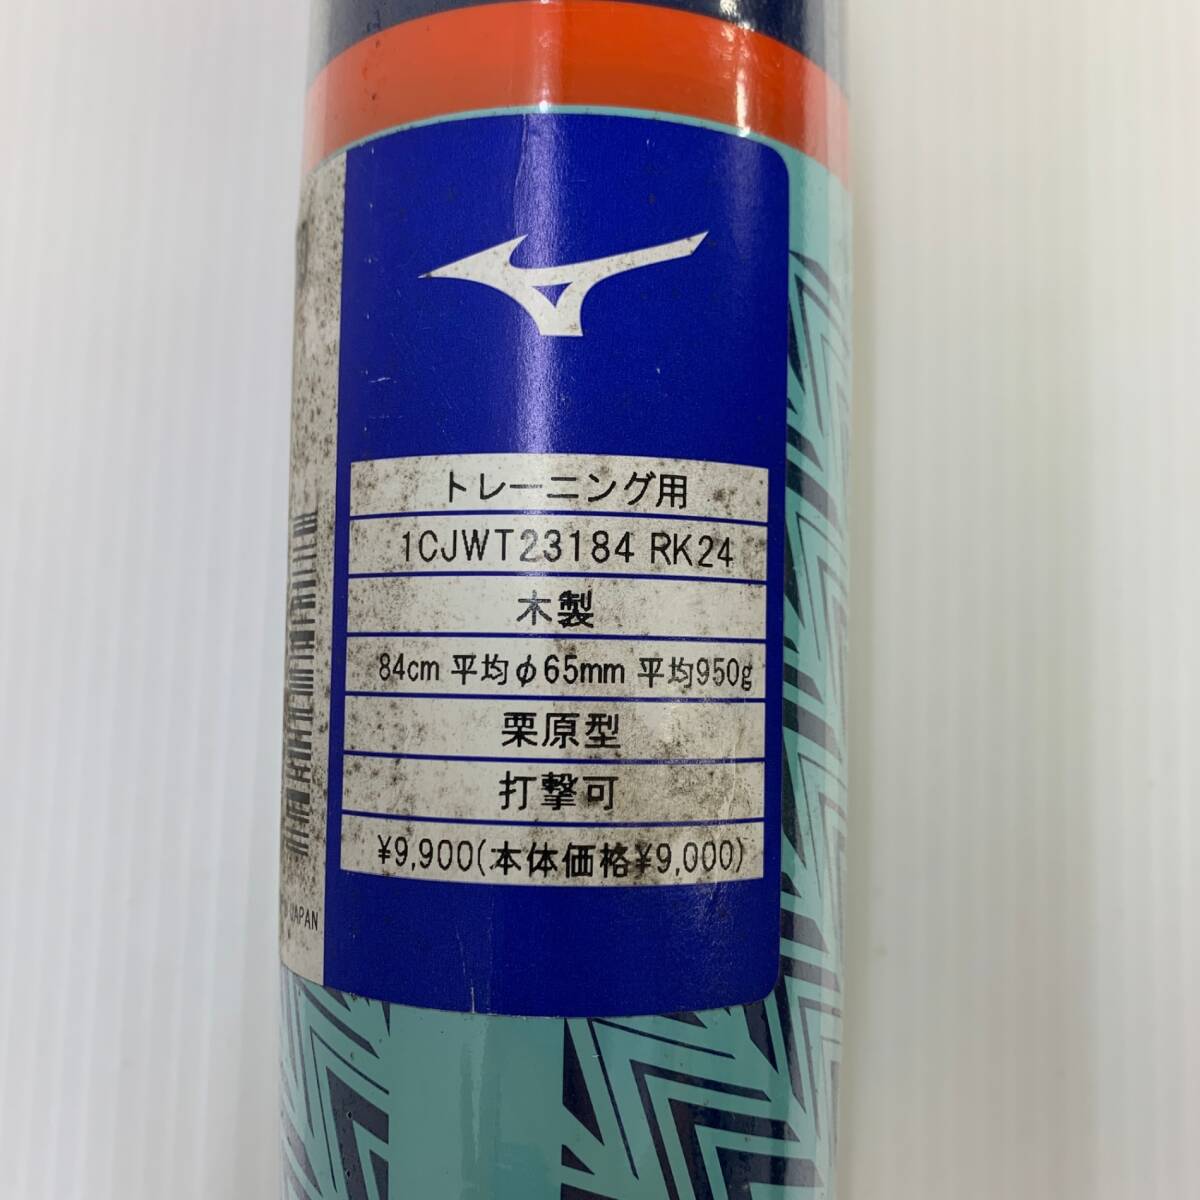 トレーニング用
1CJWT23184 RK24
木製
84cm 平均φ65mm 平均950g
栗原型
打撃可
¥9,900(本体価格¥9,000)
JAPAN